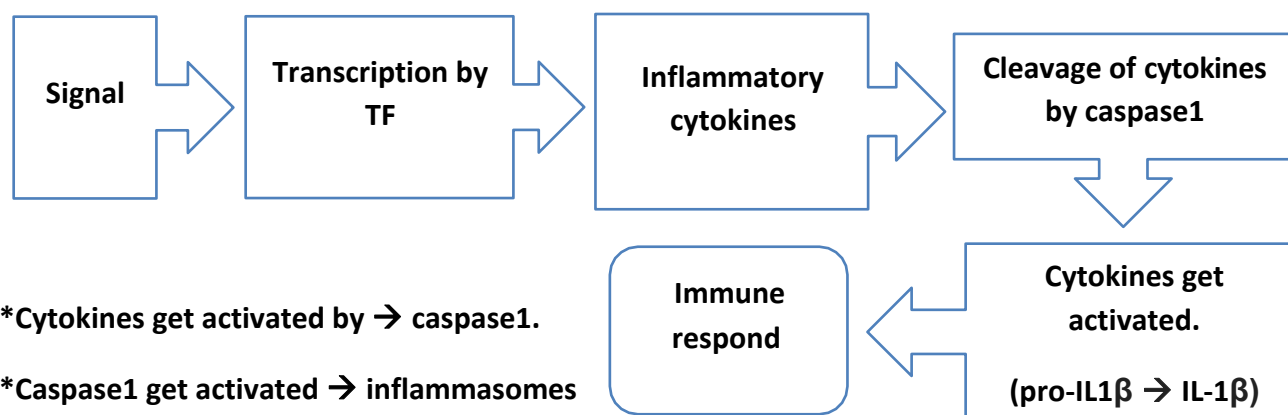 Signal
Transcription by
TF
Inflammatory
cytokines
Cleavage of cytokines
by caspase1
Cytokines get
activated.
(pro-IL1β → IL-1β)
Immune
respond
*Cytokines get activated by → caspase1.
*Caspase1 get activated → inflammasomes